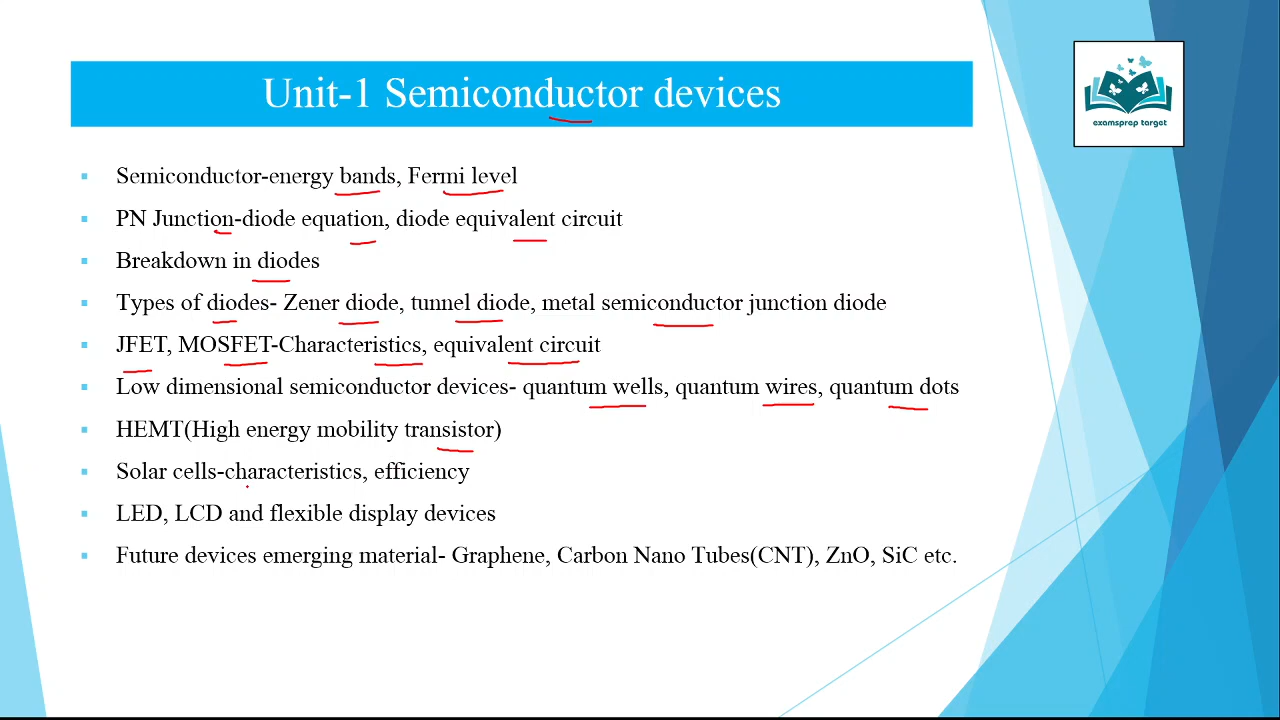 Unit-1 Semiconductor devices
examsprep target
Semiconductor-energy bands, Fermi level
PN Junction-diode equation, diode equivalent circuit
Breakdown in diodes
Types of diodes- Zener diode, tunnel diode, metal semiconductor junction diode
JFET, MOSFET-Characteristics, equivalent circuit
Low dimensional semiconductor devices- quantum wells, quantum wires, quantum dots
HEMT(High energy mobility transistor)
Solar cells-characteristics, efficiency
LED, LCD and flexible display devices
Future devices emerging material- Graphene, Carbon Nano Tubes(CNT), ZnO, SiC etc.